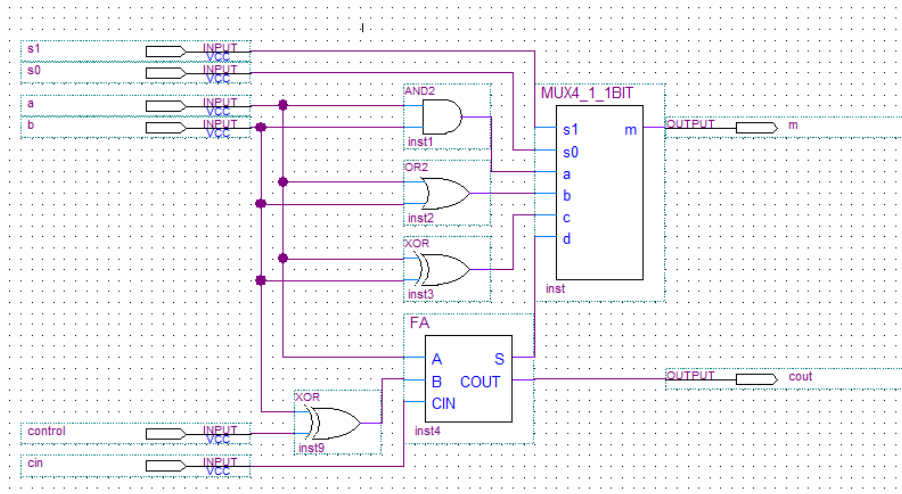 s1 INPUT
VCC
s0 INPUT
VCC
a INPUT
VCC
b INPUT
VCC
AND2
inst1
OR2
inst2
XOR
inst3
MUX4_1_1BIT
s1 m
s0
a
b
c
d
inst
OUTPUT m
FA
A S
B COUT
CIN
inst4
OUTPUT cout
XOR
inst9
control INPUT
VCC
cin INPUT
VCC